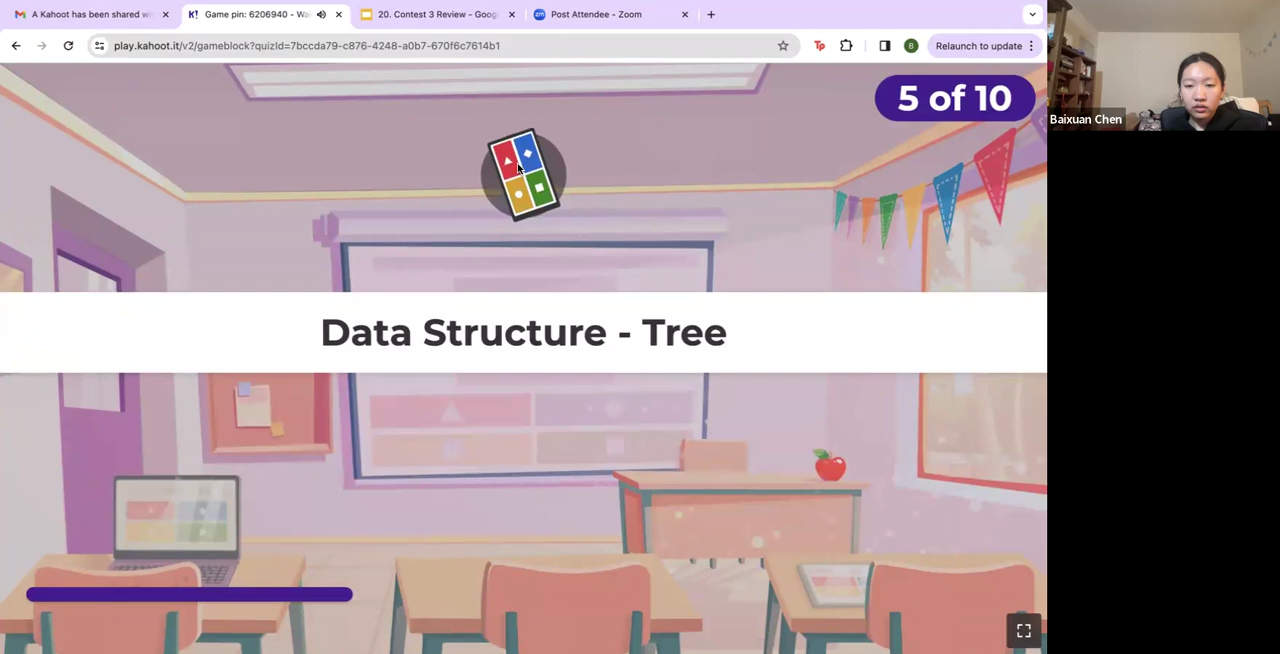 A Kahoot has been shared wi
Game pin: 6206940 - Wa
20. Contest 3 Review - Goog
Post Attendee - Zoom
play.kahoot.it/v2/gameblock?quizId=7bccda79-c876-4248-a0b7-670f6c7614b1
B
Relaunch to update
5 of 10
Baixuan Chen
Data Structure - Tree